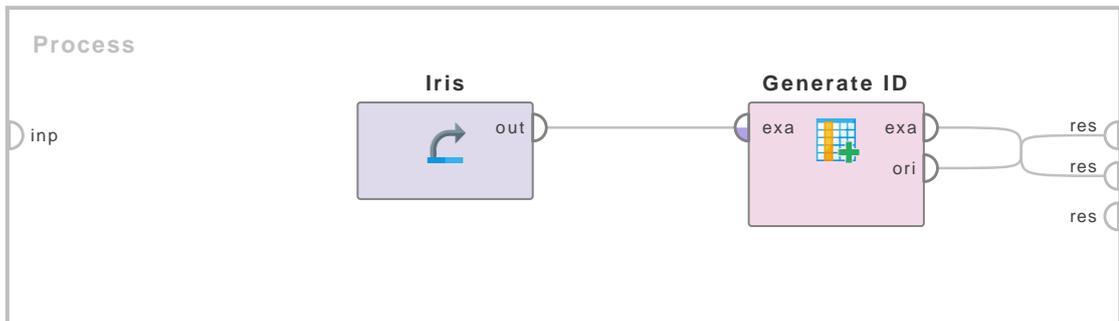 Process
Iris
Generate ID
inp
out
exa
exa
res
ori
res
res